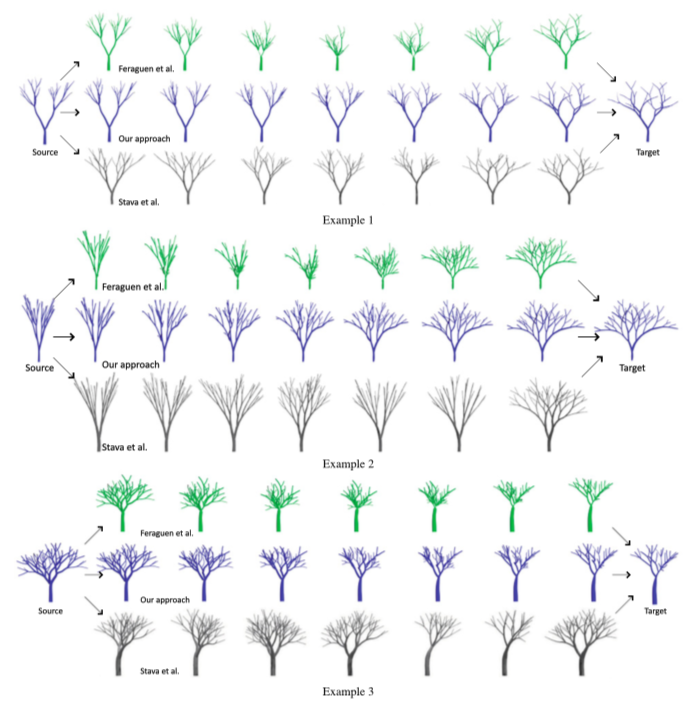 Feraguen et al.
Our approach
Source
Target
Stava et al.
Example 1
Feraguen et al.
Our approach
Source
Target
Stava et al.
Example 2
Feraguen et al.
Our approach
Source
Target
Stava et al.
Example 3